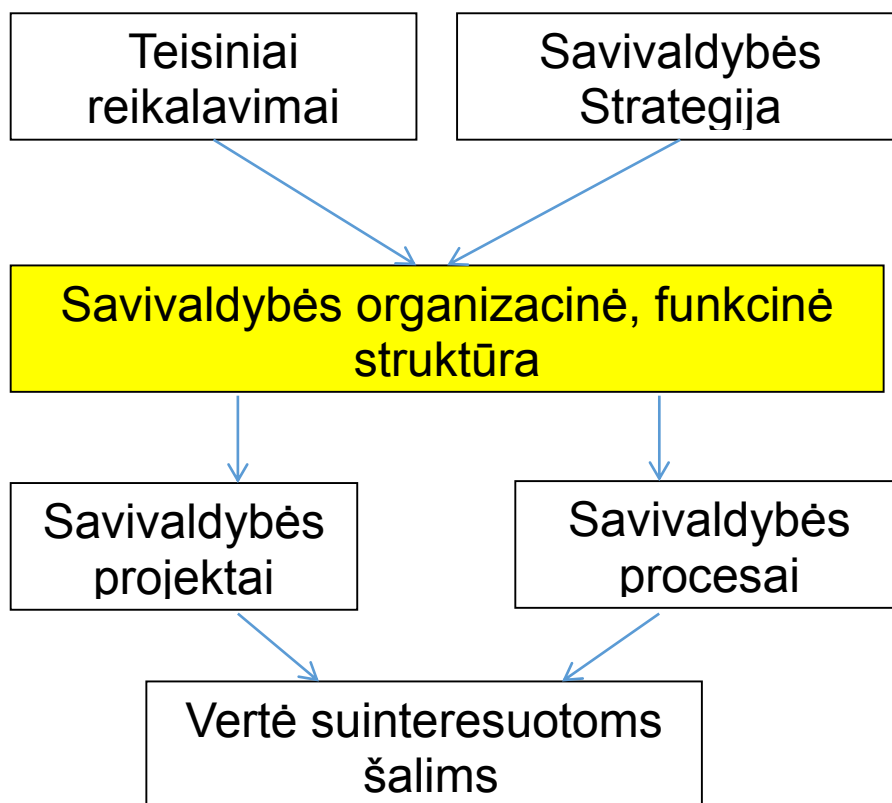 Teisiniai
reikalavimai
Savivaldybės
Strategija
Savivaldybės organizacinė, funkcinė
struktūra
Savivaldybės
projektai
Savivaldybės
procesai
Vertė suinteresuotoms
šalims